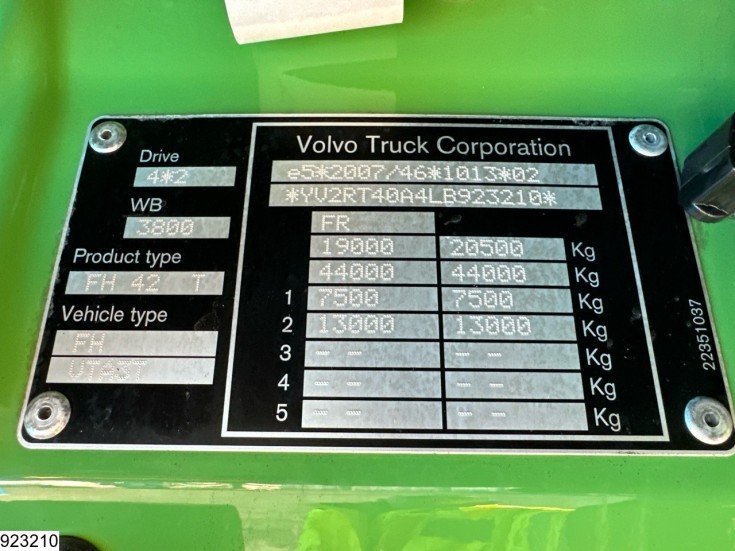 Volvo Truck Corporation
e5*2007/46*1013*02
*YV2RT40A4LB923210*
Drive
4*2
WB
3800
Product type
FH 42 T
Vehicle type
FH
VT43T
FR
19000 20500 Kg
44000 44000 Kg
1 7500 7500 Kg
2 13000 13000 Kg
3 -- -- -- -- Kg
4 -- -- -- -- Kg
5 -- -- -- -- Kg
22351037
923210